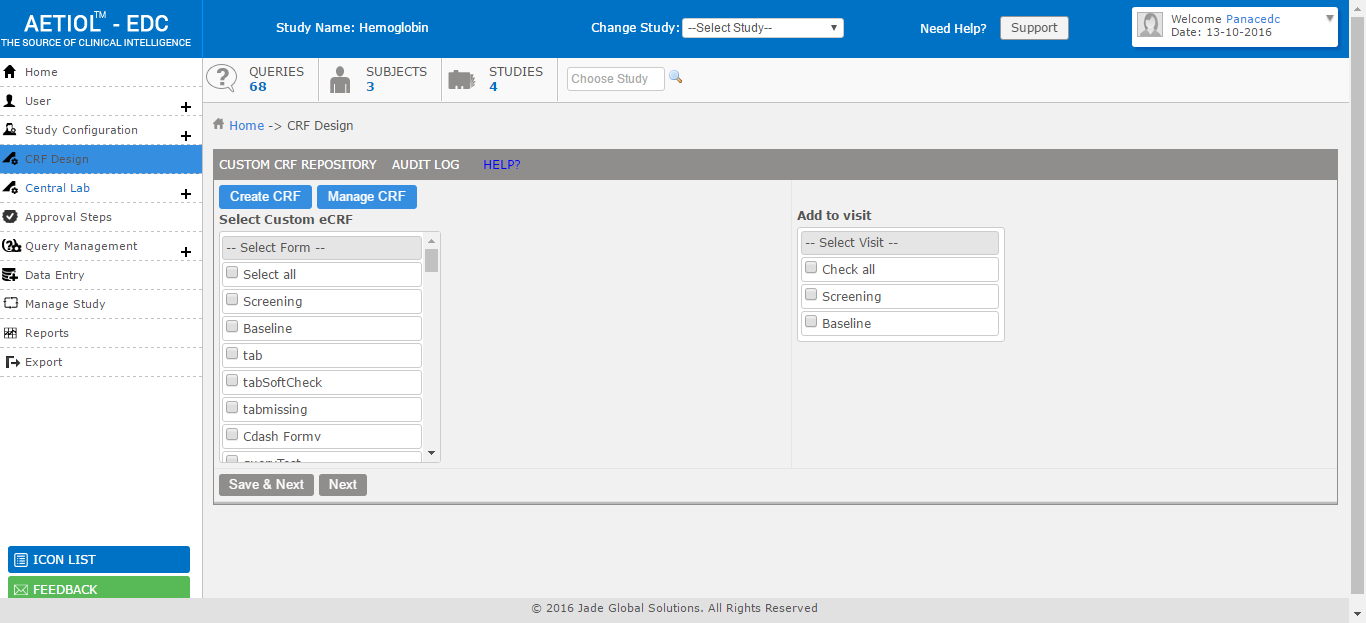 AETIOL™ - EDC
THE SOURCE OF CLINICAL INTELLIGENCE
Study Name: Hemoglobin
Change Study: --Select Study--
Need Help?
Support
Welcome Panacedc
Date: 13-10-2016
Home
User
Study Configuration
CRF Design
Central Lab
Approval Steps
Query Management
Data Entry
Manage Study
Reports
Export
ICON LIST
FEEDBACK
QUERIES
68
SUBJECTS
3
STUDIES
4
Choose Study
Home -> CRF Design
CUSTOM CRF REPOSITORY AUDIT LOG HELP?
Create CRF Manage CRF
Select Custom eCRF
-- Select Form --
Select all
Screening
Baseline
tab
tabSoftCheck
tabmissing
Cdash Formv
Add to visit
-- Select Visit --
Check all
Screening
Baseline
Save & Next Next
© 2016 Jade Global Solutions. All Rights Reserved